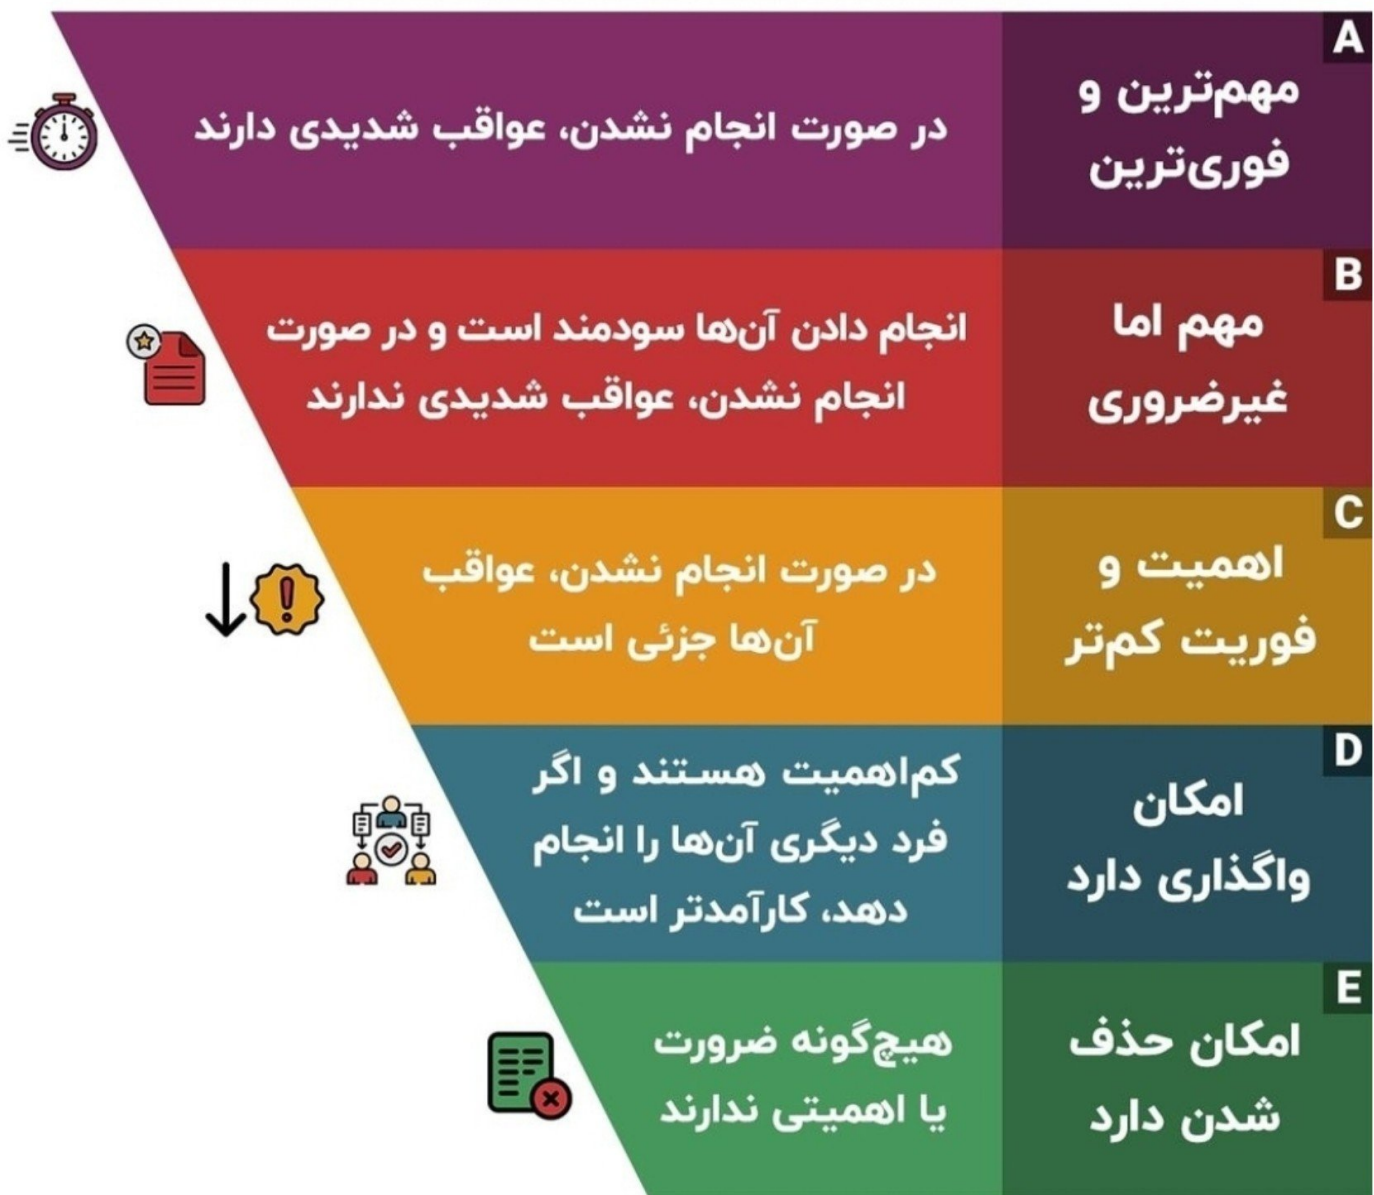 A
مهم‌ترین و
فوری‌ترین
در صورت انجام نشدن، عواقب شدیدی دارند
B
مهم اما
غیرضروری
انجام دادن آن‌ها سودمند است و در صورت
انجام نشدن، عواقب شدیدی ندارند
C
اهمیت و
فوریت کم‌تر
در صورت انجام نشدن، عواقب
آن‌ها جزئی است
D
امکان
واگذاری دارد
کم‌اهمیت هستند و اگر
فرد دیگری آن‌ها را انجام
دهد، کارآمدتر است
E
امکان حذف
شدن دارد
هیچ‌گونه ضرورت
یا اهمیتی ندارند